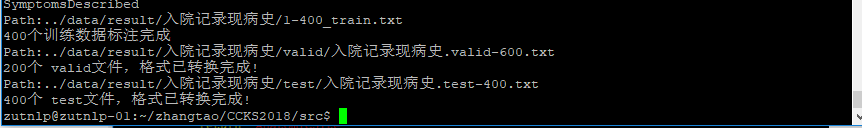 SymptomsDescribed
Path:../data/result/入院记录现病史/1-400_train.txt
400个训练数据标注完成
Path:../data/result/入院记录现病史/valid/入院记录现病史.valid-600.txt
200个 valid文件，格式已转换完成!
Path:../data/result/入院记录现病史/test/入院记录现病史.test-400.txt
400个 test文件，格式已转换完成!
zutnlp@zutnlp-01:~/zhangtao/CCKS2018/src$